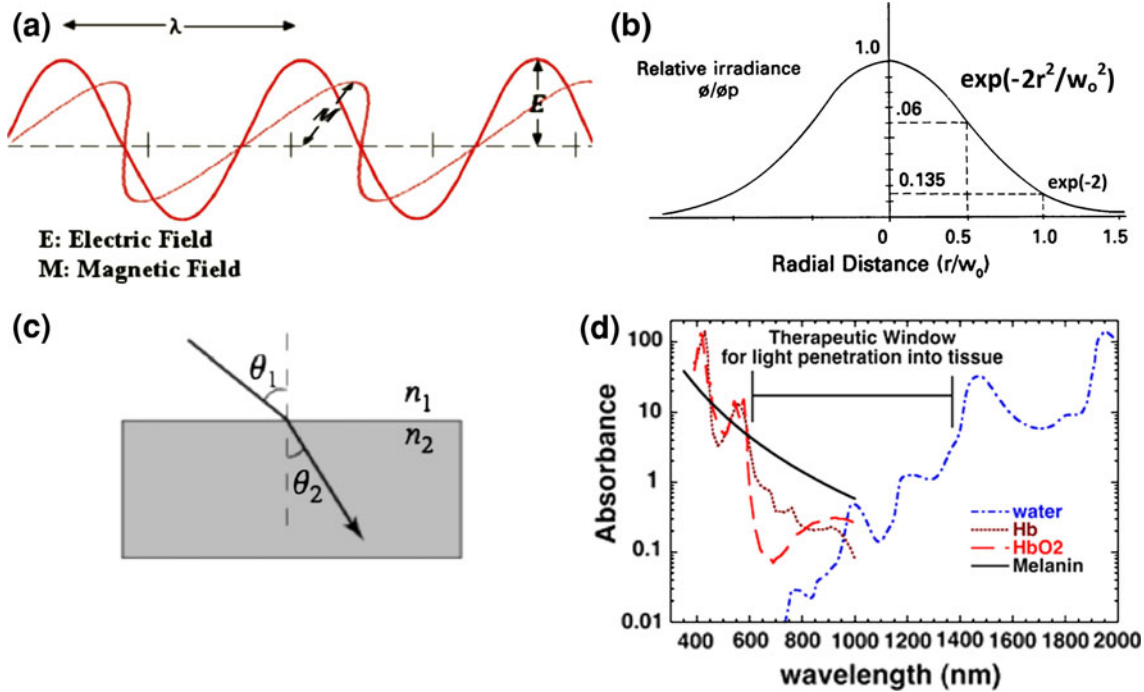 (a)
λ
M
E
E: Electric Field
M: Magnetic Field
(b)
1.0
Relative irradiance
ø/øp
exp(-2r²/wₒ²)
.06
0.135
exp(-2)
0 0.5 1.0 1.5
Radial Distance (r/w₀)
(c)
θ₁
n₁
n₂
θ₂
(d)
Therapeutic Window
for light penetration into tissue
100
10
1
0.1
0.01
Absorbance
water
Hb
HbO2
Melanin
400 600 800 1000 1200 1400 1600 1800 2000
wavelength (nm)